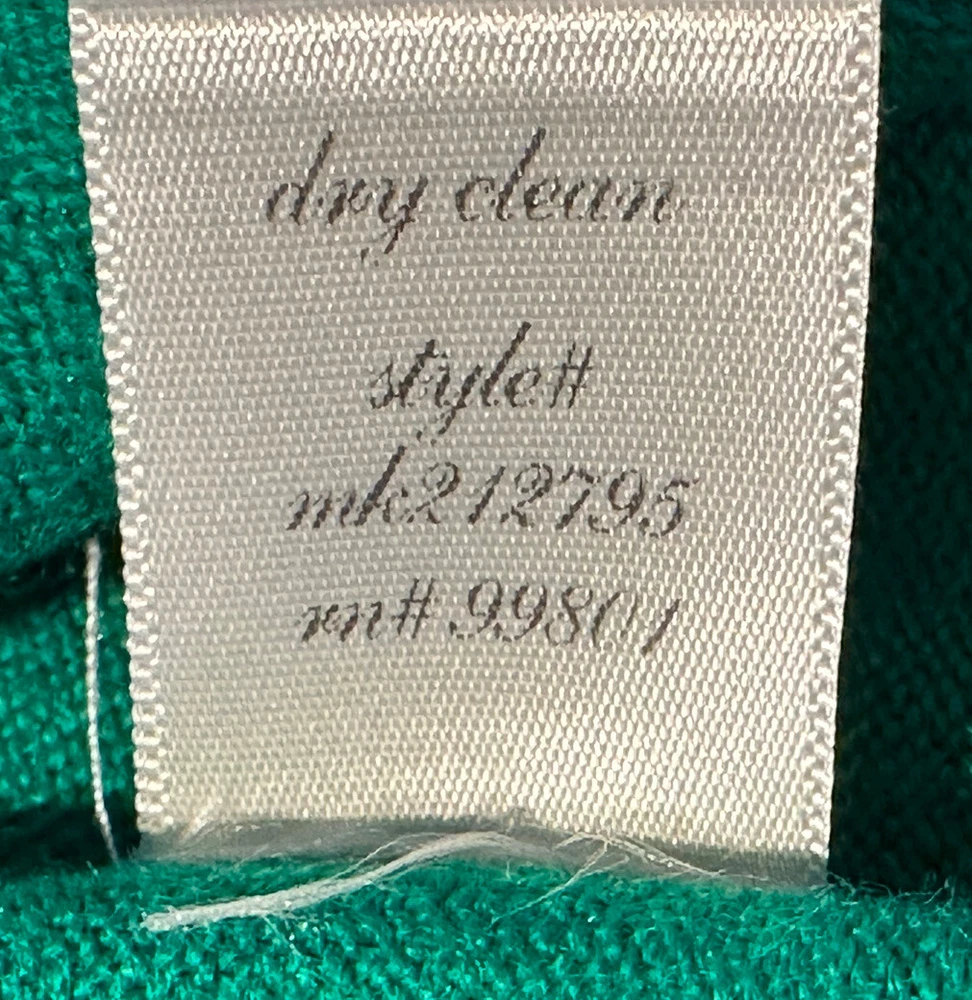 dry clean
style#
mk212795
rn# 99801